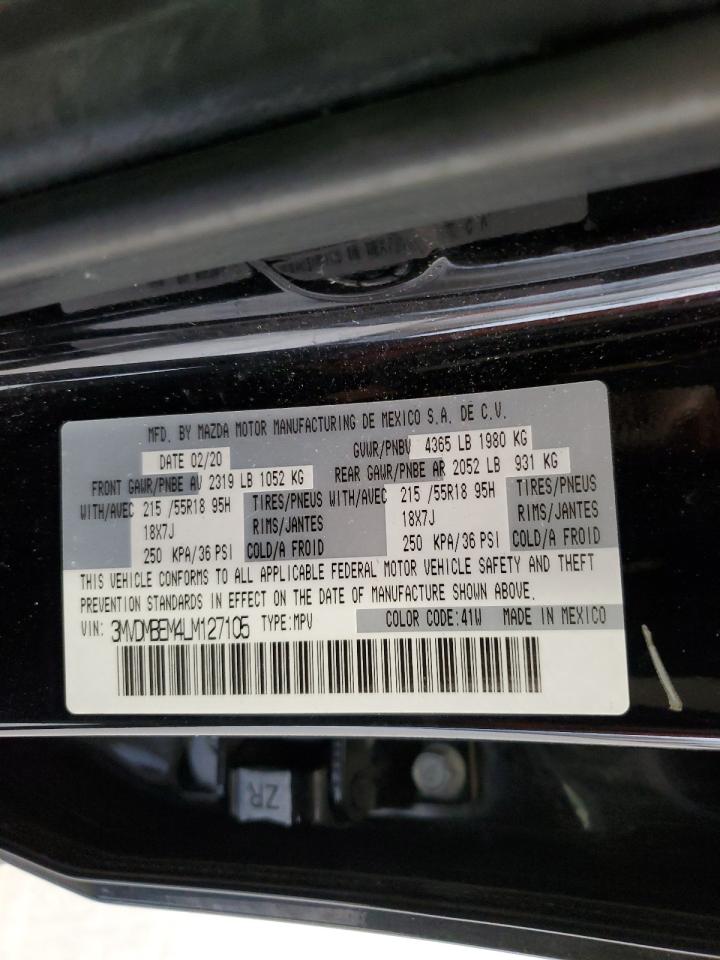 MFD. BY MAZDA MOTOR MANUFACTURING DE MEXICO S.A. DE C.V.
DATE 02/20 GVWR/PNBV 4365 LB 1980 KG
FRONT GAWR/PNBE AV 2319 LB 1052 KG REAR GAWR/PNBE AR 2052 LB 931 KG
WITH/AVEC 215 /55R18 95H TIRES/PNEUS WITH/AVEC 215 /55R18 95H TIRES/PNEUS
18X7J RIMS/JANTES 18X7J RIMS/JANTES
250 KPA/36 PSI COLD/A FROID 250 KPA/36 PSI COLD/A FROID
THIS VEHICLE CONFORMS TO ALL APPLICABLE FEDERAL MOTOR VEHICLE SAFETY AND THEFT
PREVENTION STANDARDS IN EFFECT ON THE DATE OF MANUFACTURE SHOWN ABOVE.
VIN: 3MVDMBEM4LM127105 TYPE:MPV COLOR CODE:41W MADE IN MEXICO
ZR